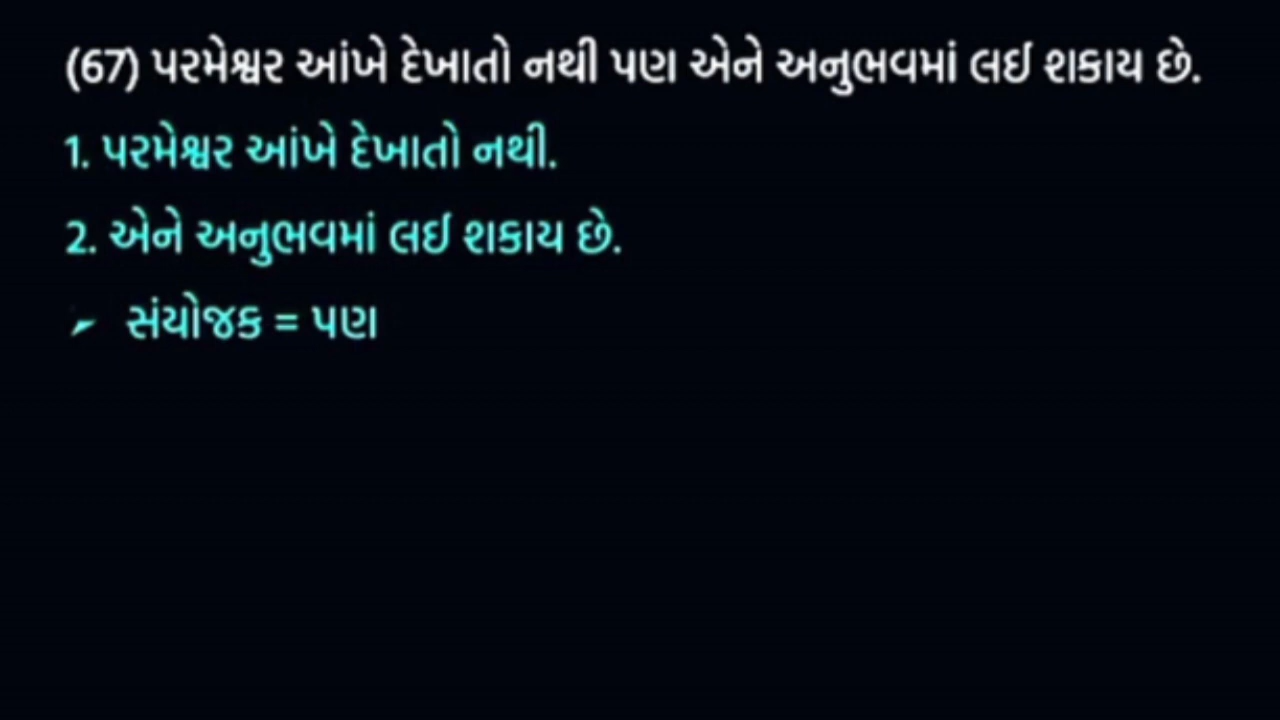 (67) પરમેશ્વર આંખે દેખાતો નથી પણ એને અનુભવમાં લઈ શકાય છે.
1. પરમેશ્વર આંખે દેખાતો નથી.
2. એને અનુભવમાં લઈ શકાય છે.
➢ સંયોજક = પણ